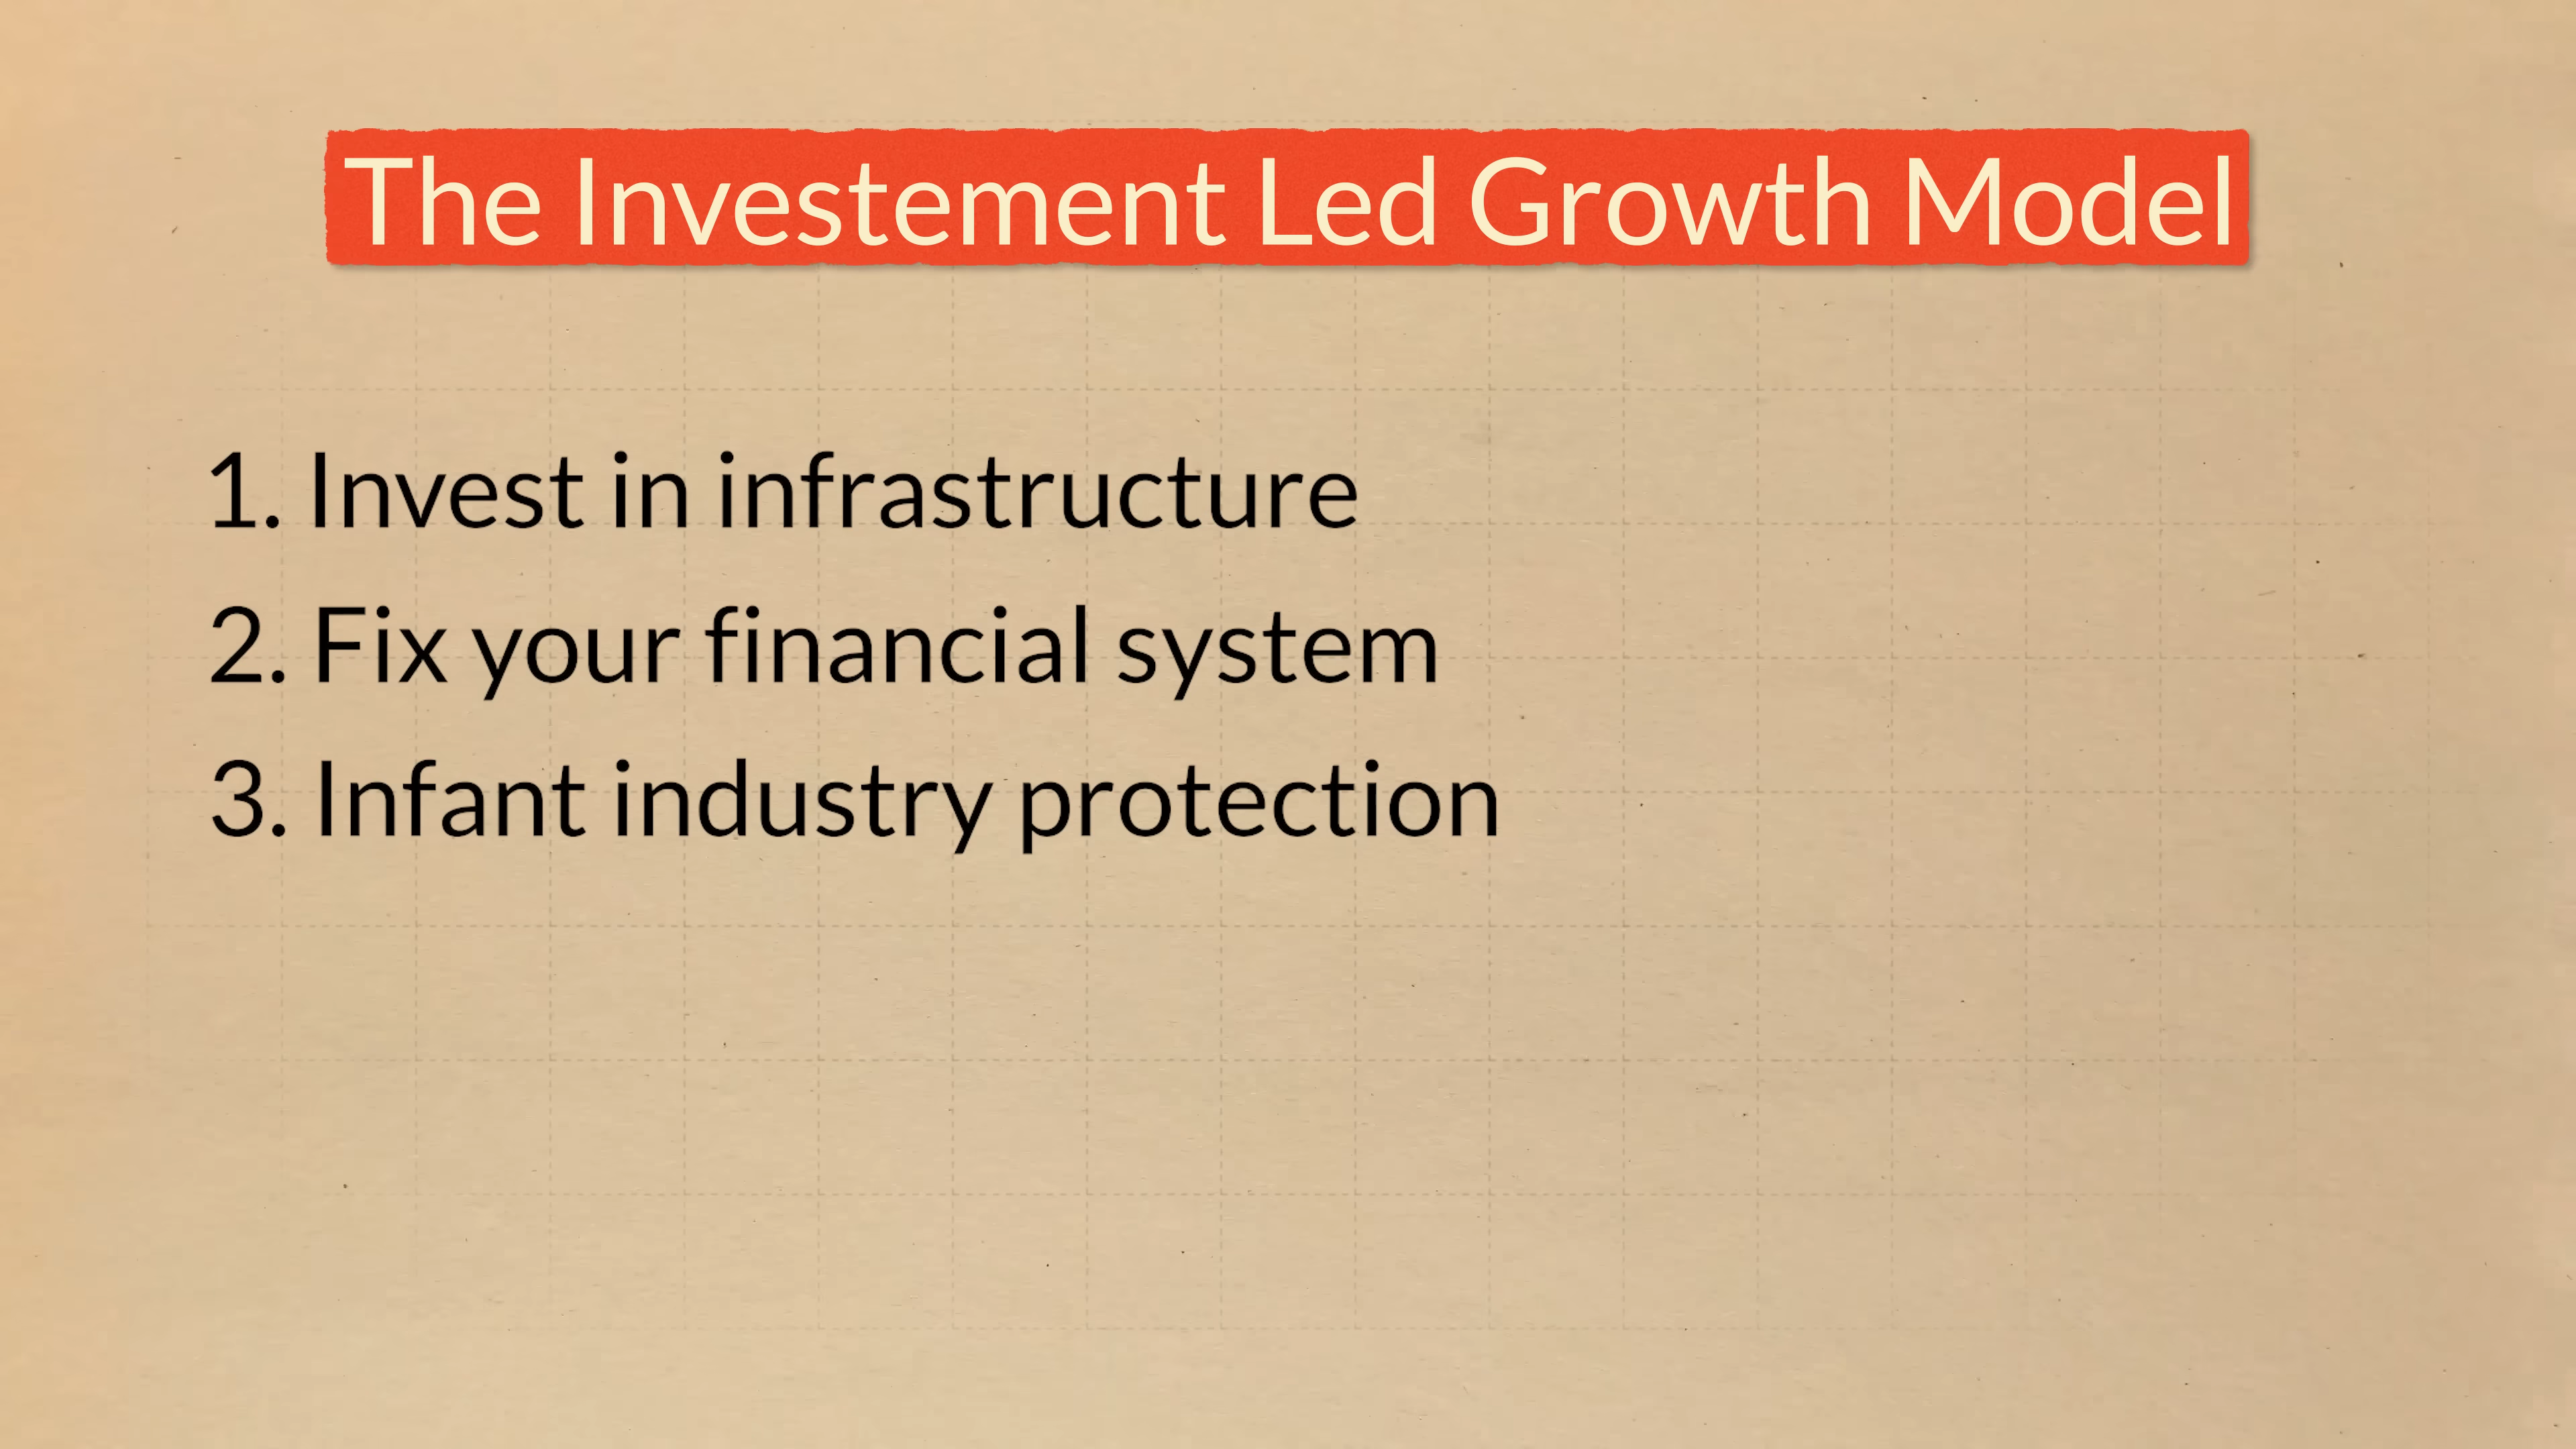 The Investement Led Growth Model
1. Invest in infrastructure
2. Fix your financial system
3. Infant industry protection